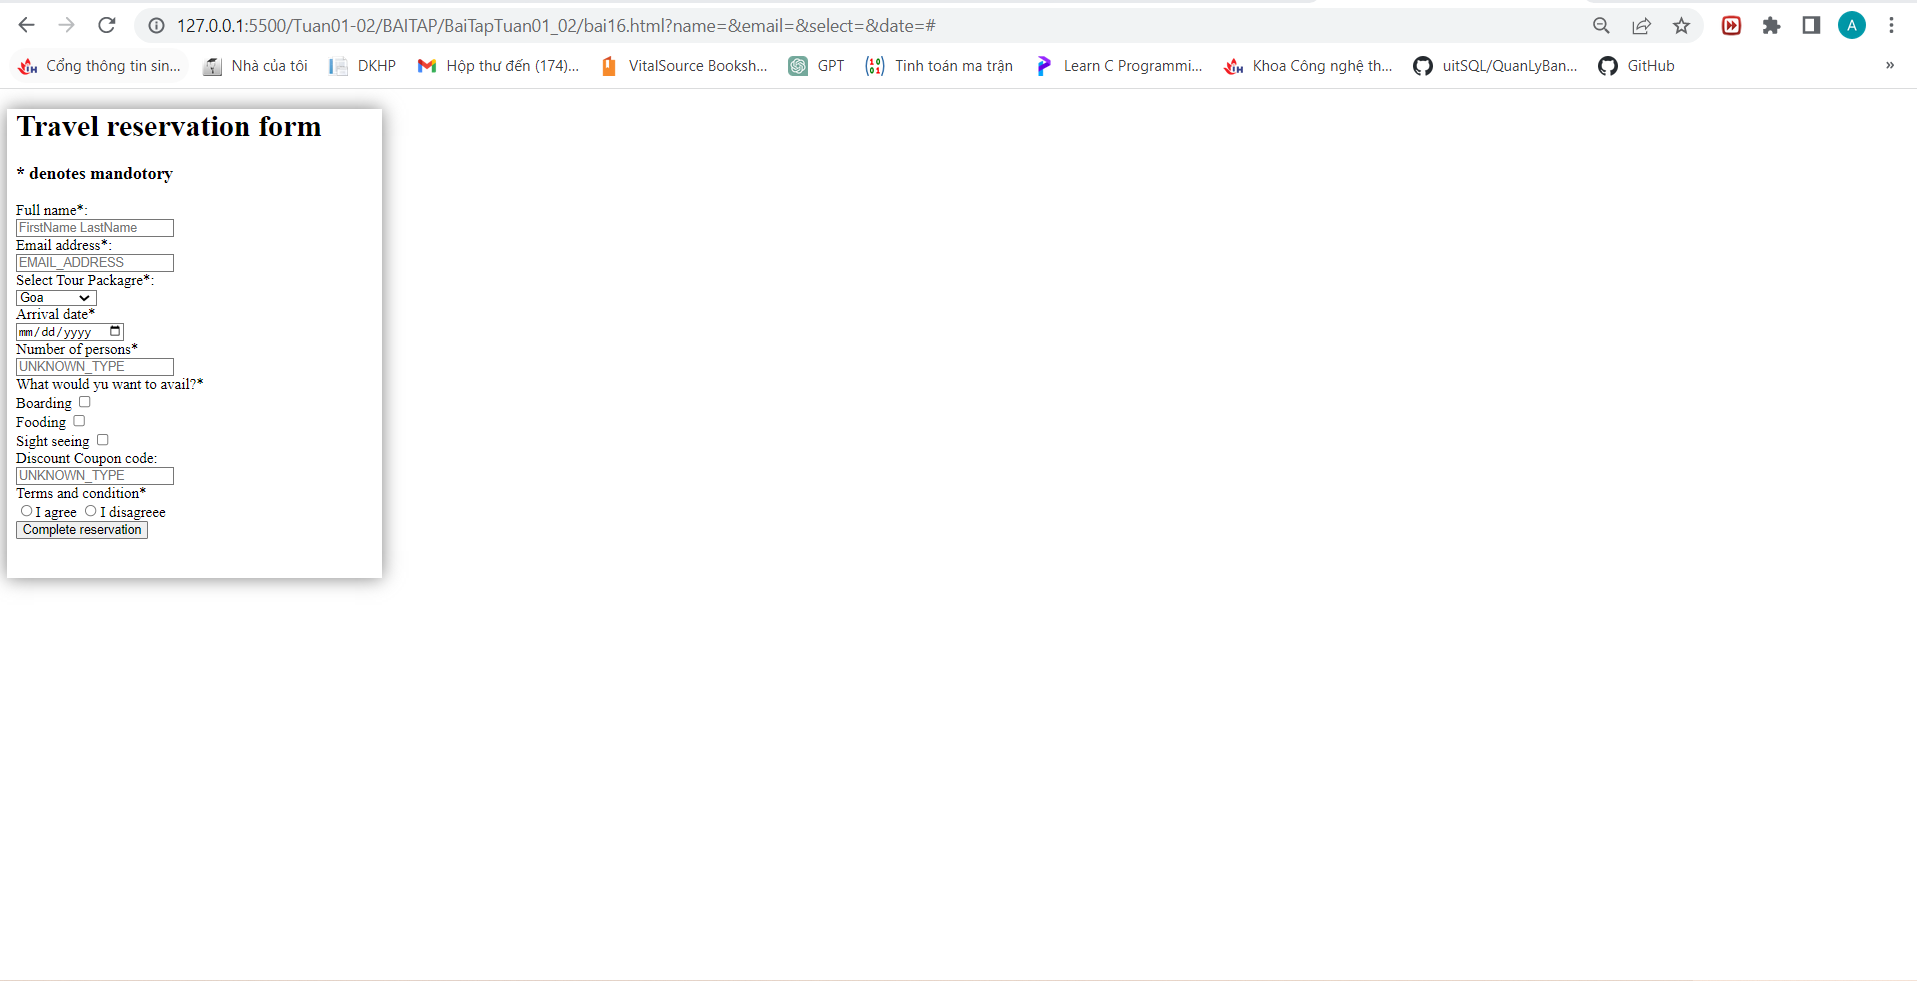 127.0.0.1:5500/Tuan01-02/BAITAP/BaiTapTuan01_02/bai16.html?name=&email=&select=&date=#
A
Cổng thông tin sin... Nhà của tôi DKHP Hộp thư đến (174)... VitalSource Booksh... GPT Tính toán ma trận Learn C Programmi... Khoa Công nghệ th... uitSQL/QuanLyBan... GitHub »
Travel reservation form
* denotes mandotory
Full name*:
FirstName LastName
Email address*:
EMAIL_ADDRESS
Select Tour Packagre*:
Goa
Arrival date*
mm/dd/yyyy
Number of persons*
UNKNOWN_TYPE
What would yu want to avail?*
Boarding
Fooding
Sight seeing
Discount Coupon code:
UNKNOWN_TYPE
Terms and condition*
I agree I disagreee
Complete reservation